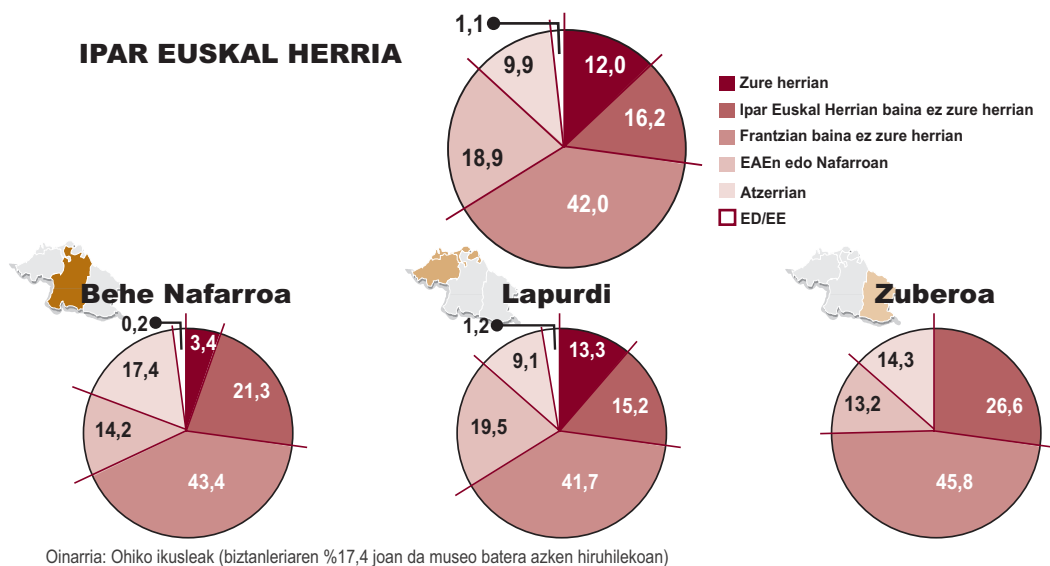 IPAR EUSKAL HERRIA
1,1
12,0
9,9
16,2
18,9
42,0
Zure herrian
Ipar Euskal Herrian baina ez zure herrian
Frantzian baina ez zure herrian
EAEn edo Nafarroan
Atzerrian
ED/EE
Behe Nafarroa
0,2
3,4
17,4
21,3
14,2
43,4
Lapurdi
1,2
13,3
9,1
15,2
19,5
41,7
Zuberoa
14,3
13,2
26,6
45,8
Oinarria: Ohiko ikusleak (biztanleriaren %17,4 joan da museo batera azken hiruhilekoan)